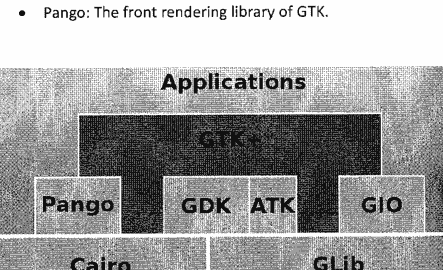 • Pango: The front rendering library of GTK.
Applications
GTK+
Pango GDK ATK GIO
Cairo GLib